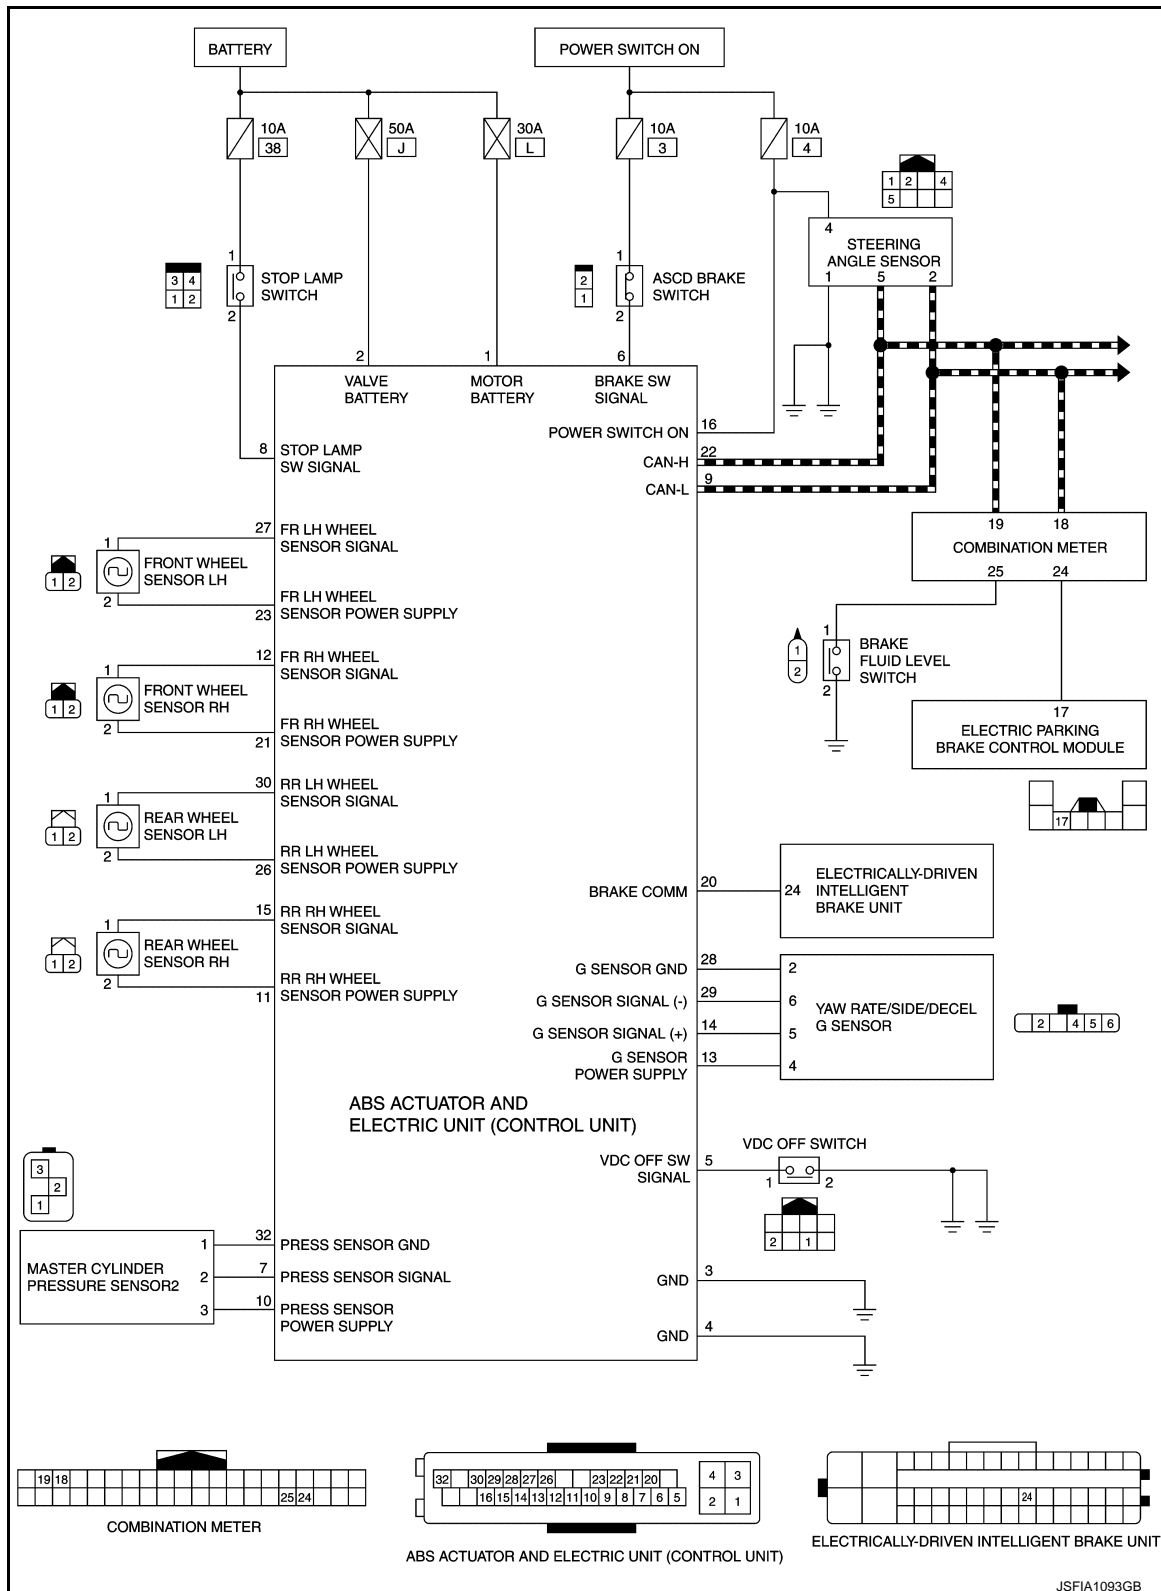 BATTERY
POWER SWITCH ON
10A
38
50A
J
30A
L
10A
3
10A
4
1 2 4
5
4
STEERING
ANGLE SENSOR
1 5 2
3 4
1 2
1
STOP LAMP
SWITCH
2
2
1
1
ASCD BRAKE
SWITCH
2
2
VALVE
BATTERY
1
MOTOR
BATTERY
6
BRAKE SW
SIGNAL
POWER SWITCH ON
16
CAN-H
22
CAN-L
9
8
STOP LAMP
SW SIGNAL
19 18
COMBINATION METER
25 24
1 2
1
FRONT WHEEL
SENSOR LH
2
27
FR LH WHEEL
SENSOR SIGNAL
FR LH WHEEL
SENSOR POWER SUPPLY
23
1
2
1
BRAKE
FLUID LEVEL
SWITCH
2
1 2
1
FRONT WHEEL
SENSOR RH
2
12
FR RH WHEEL
SENSOR SIGNAL
FR RH WHEEL
SENSOR POWER SUPPLY
21
17
ELECTRIC PARKING
BRAKE CONTROL MODULE
17
1 2
1
REAR WHEEL
SENSOR LH
2
30
RR LH WHEEL
SENSOR SIGNAL
RR LH WHEEL
SENSOR POWER SUPPLY
26
BRAKE COMM
20
24
ELECTRICALLY-DRIVEN
INTELLIGENT
BRAKE UNIT
1 2
1
REAR WHEEL
SENSOR RH
2
15
RR RH WHEEL
SENSOR SIGNAL
RR RH WHEEL
SENSOR POWER SUPPLY
11
G SENSOR GND
28
2
G SENSOR SIGNAL (-)
29
6
G SENSOR SIGNAL (+)
14
5
G SENSOR
POWER SUPPLY
13
4
YAW RATE/SIDE/DECEL
G SENSOR
2 4 5 6
ABS ACTUATOR AND
ELECTRIC UNIT (CONTROL UNIT)
VDC OFF SW
SIGNAL
5
VDC OFF SWITCH
1 2
2 1
3
2
1
MASTER CYLINDER
PRESSURE SENSOR2
1
32
PRESS SENSOR GND
2
7
PRESS SENSOR SIGNAL
3
10
PRESS SENSOR
POWER SUPPLY
GND
3
GND
4
19 18
25 24
COMBINATION METER
32 30 29 28 27 26 23 22 21 20
16 15 14 13 12 11 10 9 8 7 6 5
4 3
2 1
ABS ACTUATOR AND ELECTRIC UNIT (CONTROL UNIT)
24
ELECTRICALLY-DRIVEN INTELLIGENT BRAKE UNIT
JSFIA1093GB